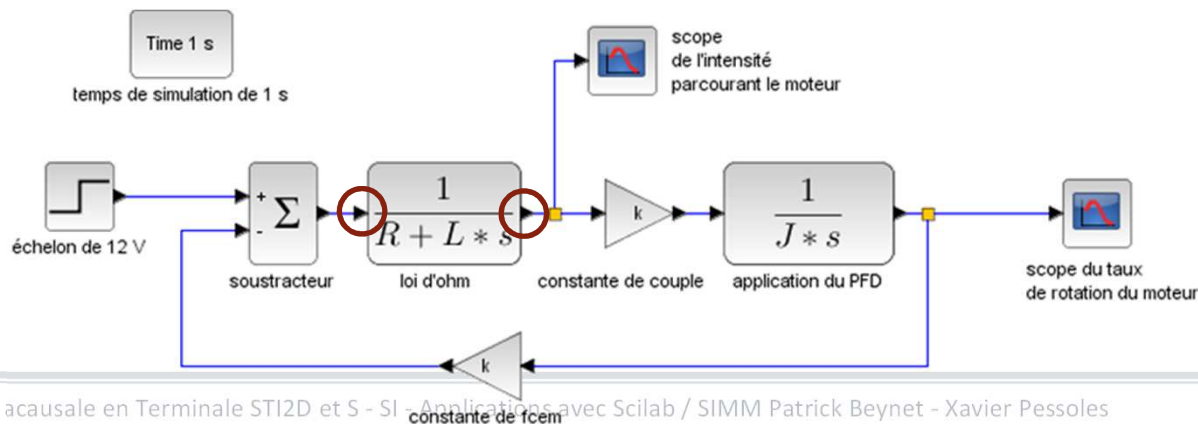 Time 1 s
temps de simulation de 1 s
scope
de l'intensité
parcourant le moteur
échelon de 12 V
+
-
Σ
soustracteur
1
R + L * s
loi d'ohm
k
constante de couple
1
J * s
application du PFD
scope du taux
de rotation du moteur
k
constante de fcem
acausale en Terminale STI2D et S - SI - Applications avec Scilab / SIMM Patrick Beynet - Xavier Pessoles